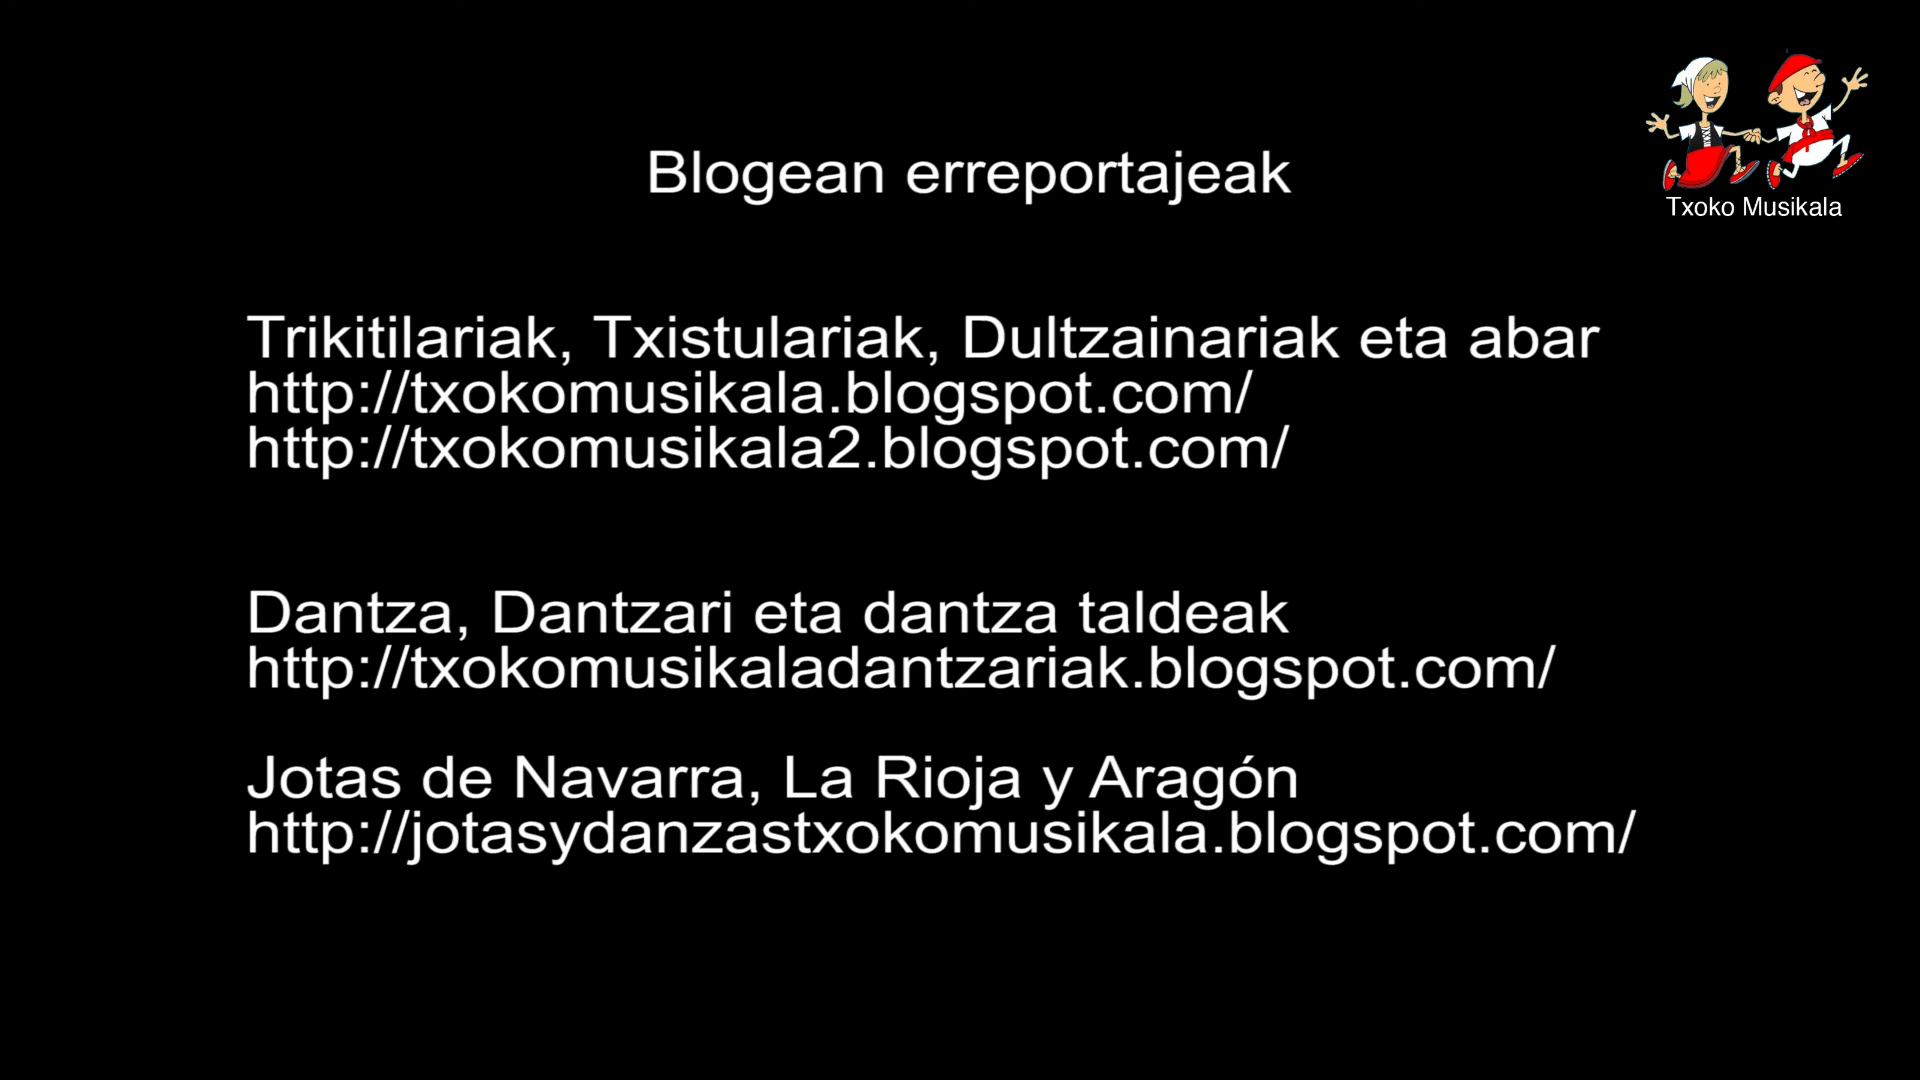 Txoko Musikala
Blogean erreportajeak
Trikitilariak, Txistulariak, Dultzainariak eta abar
http://txokomusikala.blogspot.com/
http://txokomusikala2.blogspot.com/
Dantza, Dantzari eta dantza taldeak
http://txokomusikaladantzariak.blogspot.com/
Jotas de Navarra, La Rioja y Aragón
http://jotasydanzastxokomusikala.blogspot.com/